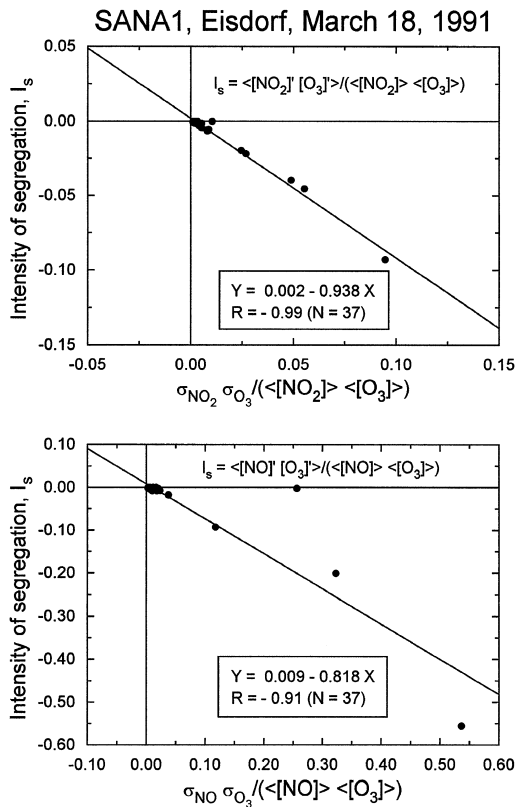 SANA1, Eisdorf, March 18, 1991
0.05
I_s = <[NO₂]' [O₃]'>/(<[NO₂]> <[O₃]>)
0.00
-0.05
Intensity of segregation, I_s
-0.10
Y = 0.002 - 0.938 X
R = - 0.99 (N = 37)
-0.15
-0.05 0.00 0.05 0.10 0.15
σ_NO₂ σ_O₃/(<[NO₂]> <[O₃]>)
0.10
I_s = <[NO]' [O₃]'>/(<[NO]> <[O₃]>)
0.00
-0.10
-0.20
Intensity of segregation, I_s
-0.30
-0.40
Y = 0.009 - 0.818 X
R = - 0.91 (N = 37)
-0.50
-0.60
-0.10 0.00 0.10 0.20 0.30 0.40 0.50 0.60
σ_NO σ_O₃/(<[NO]> <[O₃]>)